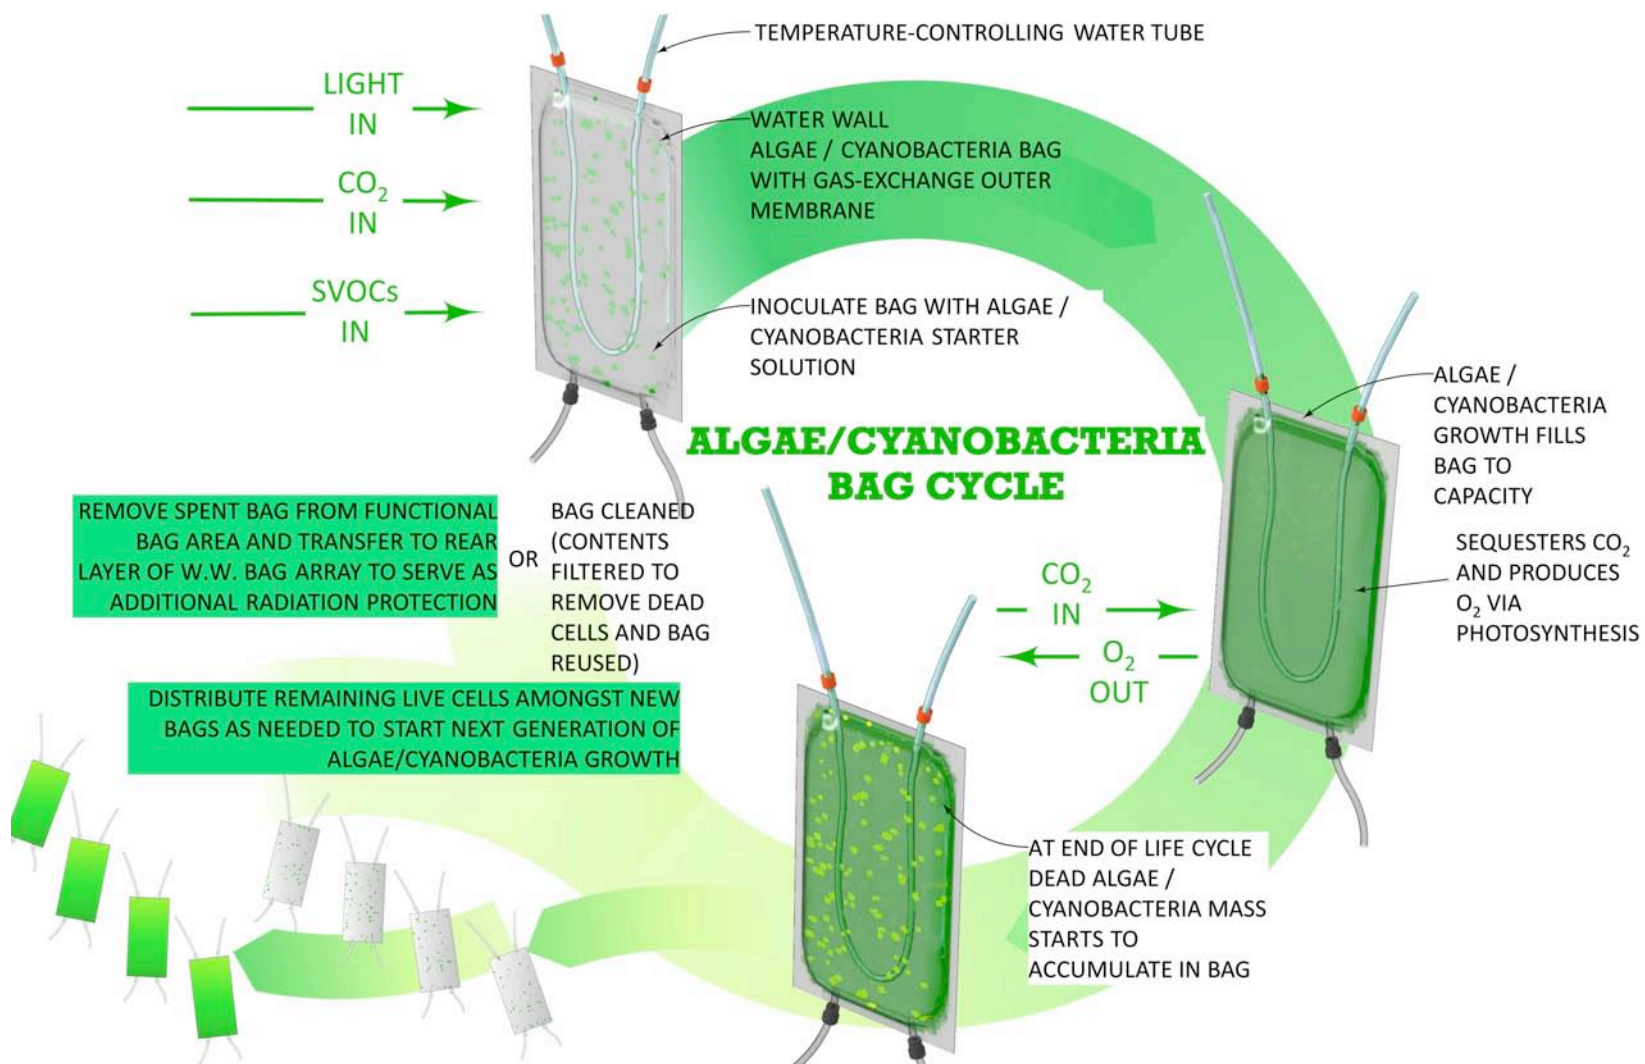 TEMPERATURE-CONTROLLING WATER TUBE
LIGHT
IN
CO₂
IN
SVOCs
IN
WATER WALL
ALGAE / CYANOBACTERIA BAG
WITH GAS-EXCHANGE OUTER
MEMBRANE
INOCULATE BAG WITH ALGAE /
CYANOBACTERIA STARTER
SOLUTION
ALGAE/CYANOBACTERIA
BAG CYCLE
ALGAE /
CYANOBACTERIA
GROWTH FILLS
BAG TO
CAPACITY
SEQUESTERS CO₂
AND PRODUCES
O₂ VIA
PHOTOSYNTHESIS
CO₂
IN
O₂
OUT
AT END OF LIFE CYCLE
DEAD ALGAE /
CYANOBACTERIA MASS
STARTS TO
ACCUMULATE IN BAG
REMOVE SPENT BAG FROM FUNCTIONAL
BAG AREA AND TRANSFER TO REAR
LAYER OF W.W. BAG ARRAY TO SERVE AS
ADDITIONAL RADIATION PROTECTION
OR
BAG CLEANED
(CONTENTS
FILTERED TO
REMOVE DEAD
CELLS AND BAG
REUSED)
DISTRIBUTE REMAINING LIVE CELLS AMONGST NEW
BAGS AS NEEDED TO START NEXT GENERATION OF
ALGAE/CYANOBACTERIA GROWTH